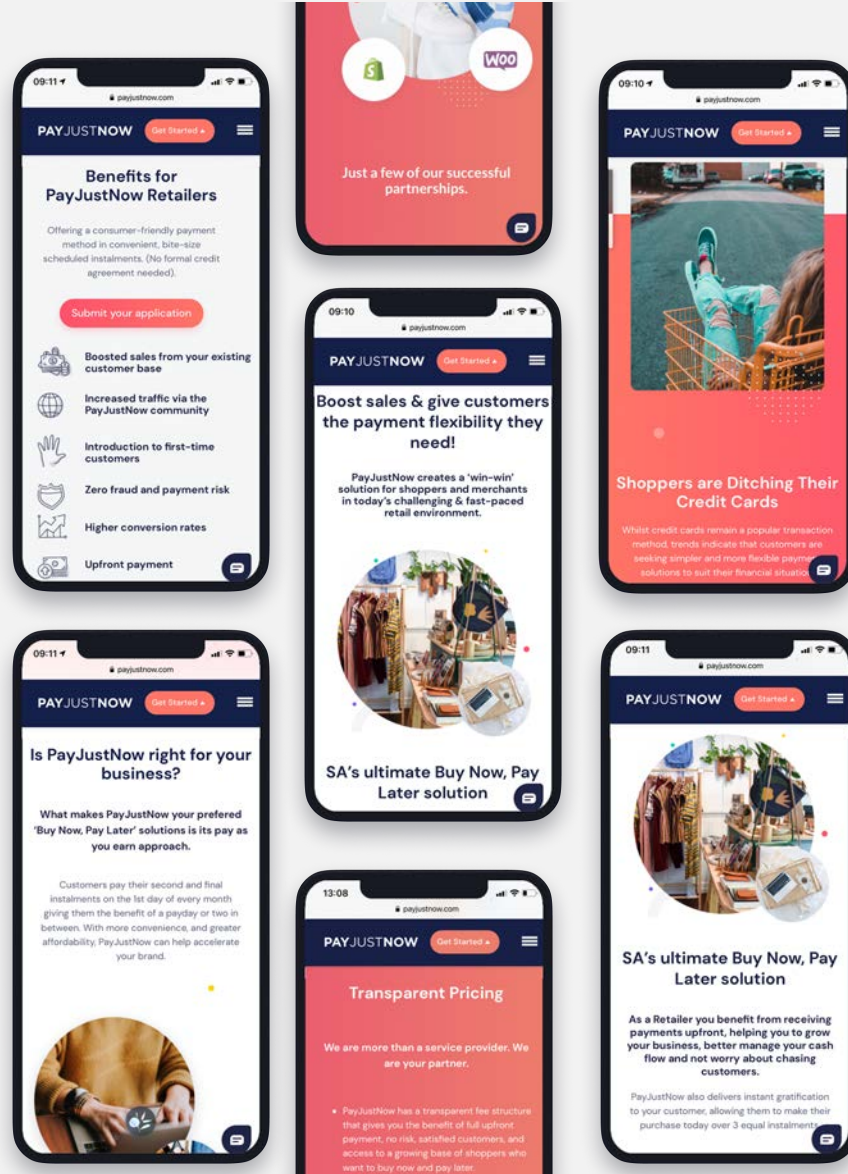 09:11
payjustnow.com
PAYJUSTNOW
Get Started
Benefits for
PayJustNow Retailers
Offering a consumer-friendly payment
method in convenient, bite-size
scheduled instalments. (No formal credit
agreement needed).
Submit your application
Boosted sales from your existing
customer base
Increased traffic via the
PayJustNow community
Introduction to first-time
customers
Zero fraud and payment risk
Higher conversion rates
Upfront payment
09:11
payjustnow.com
PAYJUSTNOW
Get Started
Is PayJustNow right for your
business?
What makes PayJustNow your prefered
‘Buy Now, Pay Later’ solutions is its pay as
you earn approach.
Customers pay their second and final
instalments on the 1st day of every month
giving them the benefit of a payday or two in
between. With more convenience, and greater
affordability, PayJustNow can help accelerate
your brand.
S
Woo
Just a few of our successful
partnerships.
09:10
payjustnow.com
PAYJUSTNOW
Get Started
Boost sales & give customers
the payment flexibility they
need!
PayJustNow creates a ‘win-win’
solution for shoppers and merchants
in today’s challenging & fast-paced
retail environment.
SA’s ultimate Buy Now, Pay
Later solution
13:08
payjustnow.com
PAYJUSTNOW
Get Started
Transparent Pricing
We are more than a service provider. We
are your partner.
• PayJustNow has a transparent fee structure
that gives you the benefit of full upfront
payment, no risk, satisfied customers, and
access to a growing base of shoppers who
want to buy now and pay later.
09:10
payjustnow.com
PAYJUSTNOW
Get Started
Shoppers are Ditching Their
Credit Cards
Whilst credit cards remain a popular transaction
method, trends indicate that customers are
seeking simpler and more flexible
solutions to suit their financial
09:11
payjustnow.com
PAYJUSTNOW
Get Started
SA’s ultimate Buy Now, Pay
Later solution
As a Retailer you benefit from receiving
payments upfront, helping you to grow
your business, better manage your cash
flow and not worry about chasing
customers.
PayJustNow also delivers instant gratification
to your customer, allowing them to make their
purchase today over 3 equal instalments